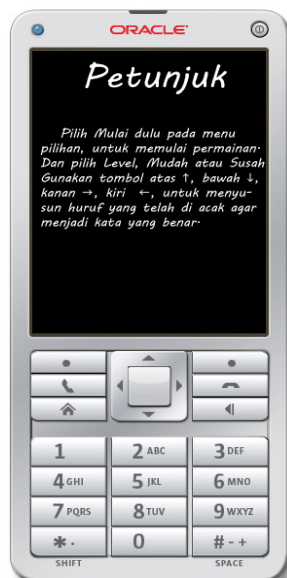 ORACLE
Petunjuk
Pilih Mulai dulu pada menu
pilihan, untuk memulai permainan.
Dan pilih Level, Mudah atau Susah
Gunakan tombol atas ↑, bawah ↓,
kanan →, kiri ←, untuk menyu-
sun huruf yang telah di acak agar
menjadi kata yang benar.
1 2 ABC 3 DEF
4 GHI 5 JKL 6 MNO
7 PQRS 8 TUV 9 WXYZ
* . 0 # - +
SHIFT SPACE